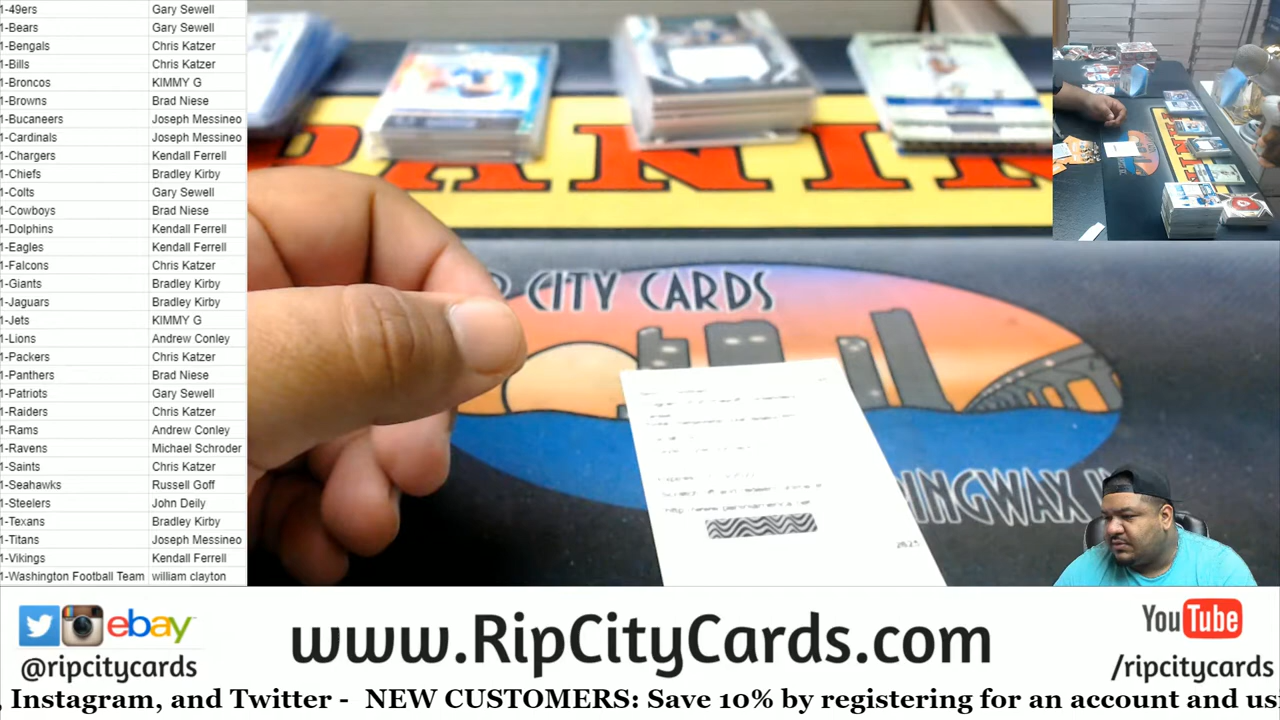 1-49ers Gary Sewell
1-Bears Gary Sewell
1-Bengals Chris Katzer
1-Bills Chris Katzer
1-Broncos KIMMY G
1-Browns Brad Niese
1-Bucaneers Joseph Messineo
1-Cardinals Joseph Messineo
1-Chargers Kendall Ferrell
1-Chiefs Bradley Kirby
1-Colts Gary Sewell
1-Cowboys Brad Niese
1-Dolphins Kendall Ferrell
1-Eagles Kendall Ferrell
1-Falcons Chris Katzer
1-Giants Bradley Kirby
1-Jaguars Bradley Kirby
1-Jets KIMMY G
1-Lions Andrew Conley
1-Packers Chris Katzer
1-Panthers Brad Niese
1-Patriots Gary Sewell
1-Raiders Chris Katzer
1-Rams Andrew Conley
1-Ravens Michael Schroder
1-Saints Chris Katzer
1-Seahawks Russell Goff
1-Steelers John Deily
1-Texans Bradley Kirby
1-Titans Joseph Messineo
1-Vikings Kendall Ferrell
1-Washington Football Team william clayton
PANINI
P CITY CARDS
NINGWAX
ebay
@ripcitycards
www.RipCityCards.com
YouTube
/ripcitycards
, Instagram, and Twitter - NEW CUSTOMERS: Save 10% by registering for an account and us